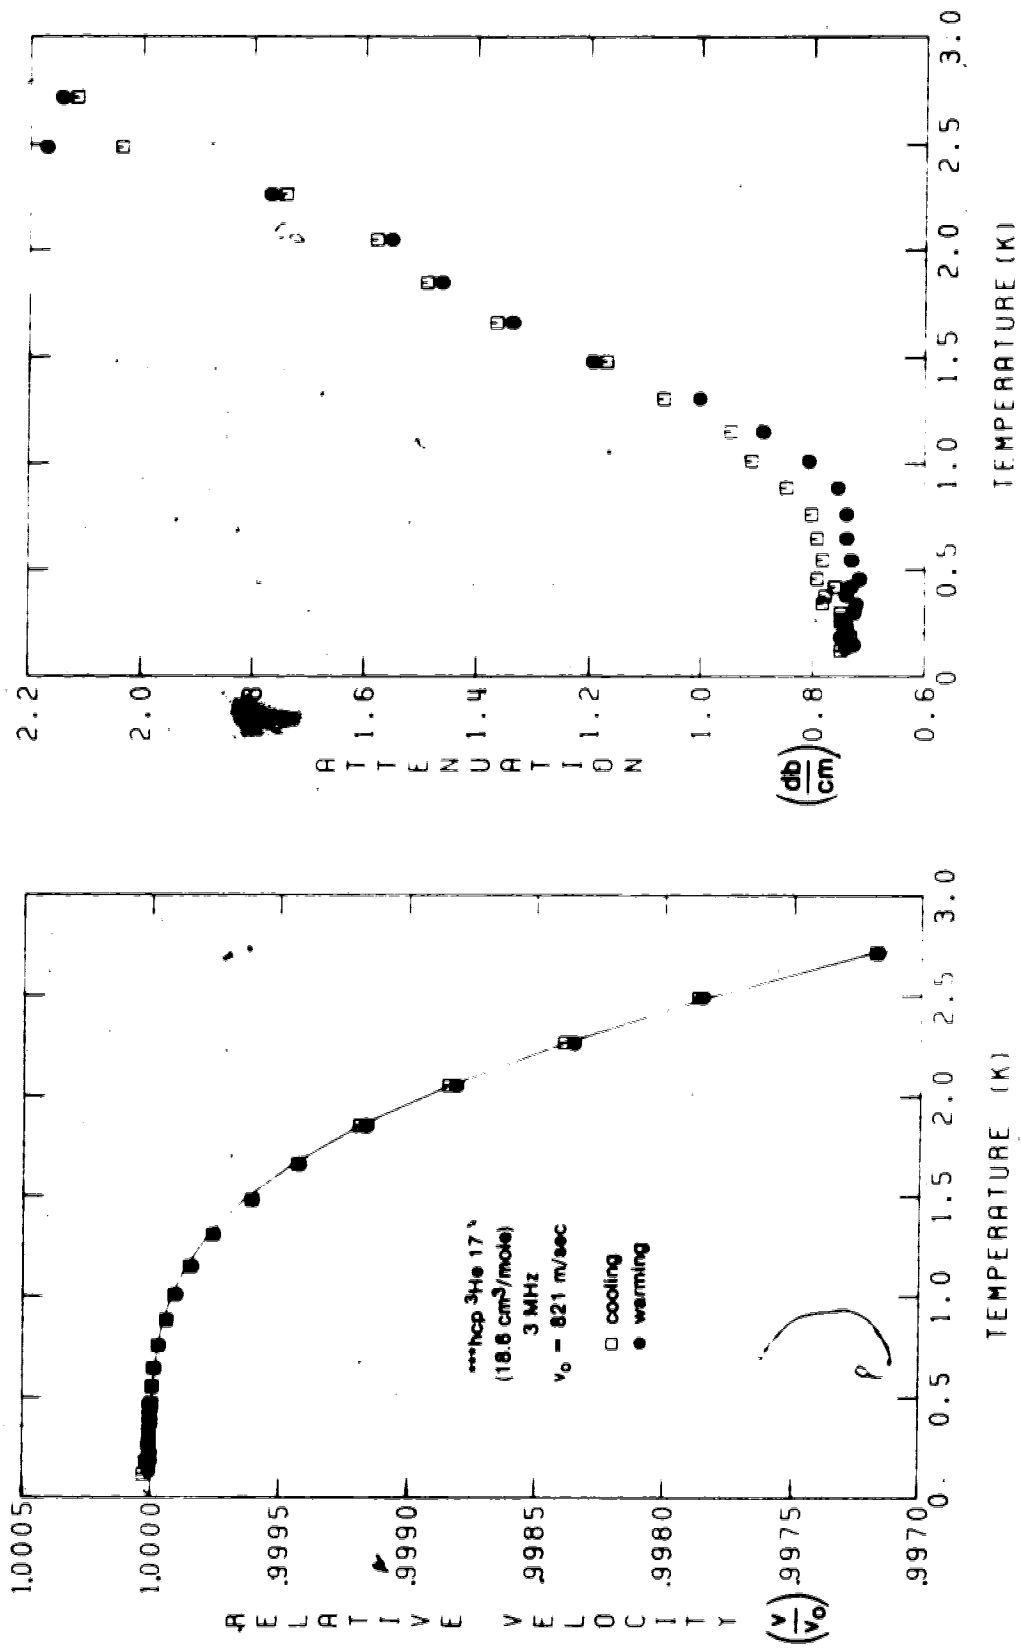 1.0005
1.0000
.9995
.9990
.9985
.9980
.9975
.9970
RELATIVE VELOCITY
(v/vo)
***hcp ³He 17
(18.6 cm³/mole)
3 MHz
vo = 821 m/sec
□ cooling
● warming
0 0.5 1.0 1.5 2.0 2.5 3.0
TEMPERATURE (K)
2.2
2.0
8
1.6
1.4
1.2
1.0
0.8
0.6
ATTENUATION
(db/cm)
0 0.5 1.0 1.5 2.0 2.5 3.0
TEMPERATURE (K)